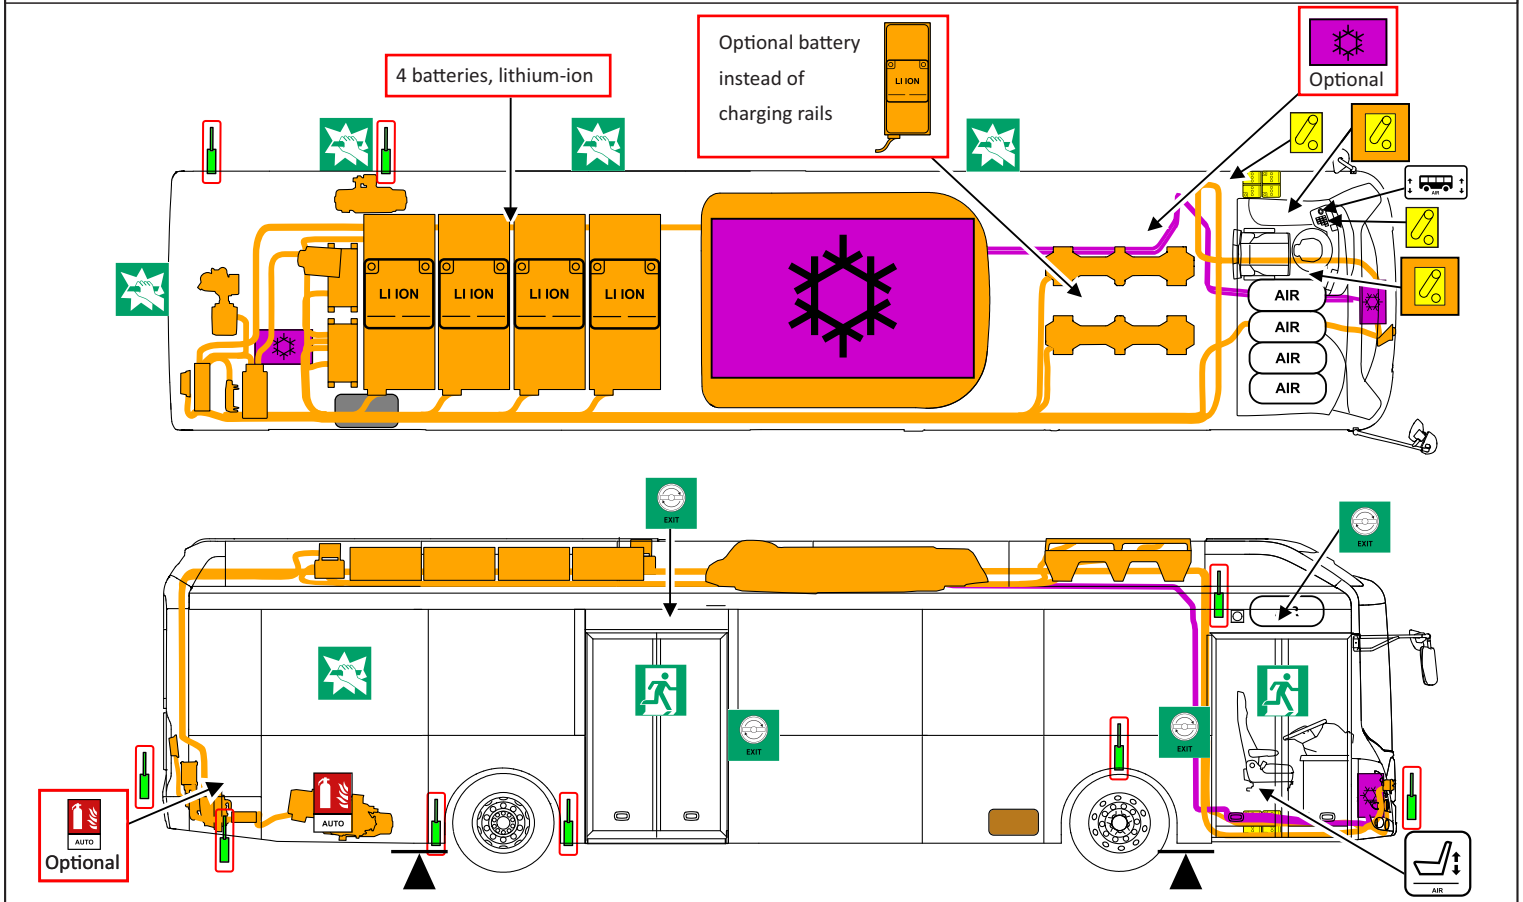 4 batteries, lithium-ion
Optional battery
instead of
charging rails
LI ION
Optional
AIR
LI ION
LI ION
LI ION
LI ION
AIR
AIR
AIR
AIR
EXIT
EXIT
EXIT
EXIT
AUTO
AUTO
Optional
AIR